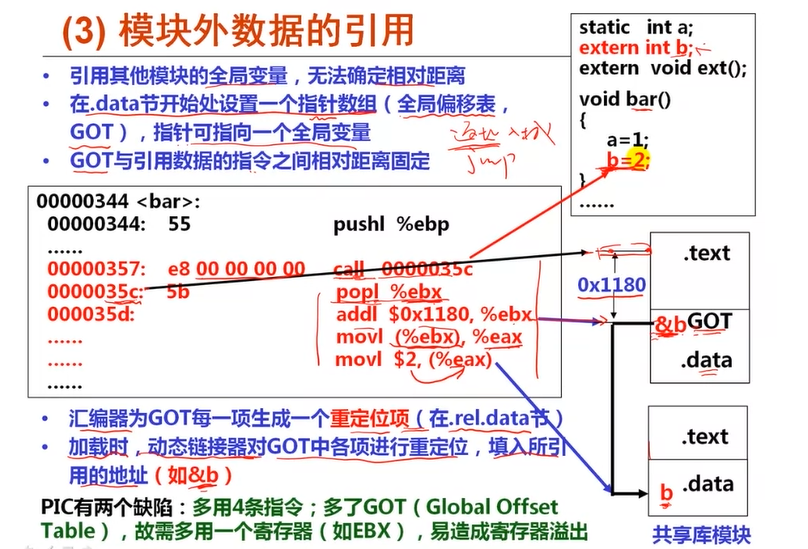 (3) 模块外数据的引用
• 引用其他模块的全局变量，无法确定相对距离
• 在.data节开始处设置一个指针数组（全局偏移表，
GOT），指针可指向一个全局变量
• GOT与引用数据的指令之间相对距离固定
jmp
static int a;
extern int b;
extern void ext();
void bar()
{
a=1;
b=2;
}
......
00000344 <bar>:
00000344: 55 pushl %ebp
......
00000357: e8 00 00 00 00 call 0000035c
0000035c: 5b popl %ebx
000035d: addl $0x1180, %ebx
...... movl (%ebx), %eax
...... movl $2, (%eax)
......
.text
0x1180
&b GOT
.data
.text
b .data
共享库模块
• 汇编器为GOT每一项生成一个重定位项（在.rel.data节）
• 加载时，动态链接器对GOT中各项进行重定位，填入所引
用的地址（如&b）
PIC有两个缺陷：多用4条指令；多了GOT（Global Offset
Table），故需多用一个寄存器（如EBX），易造成寄存器溢出